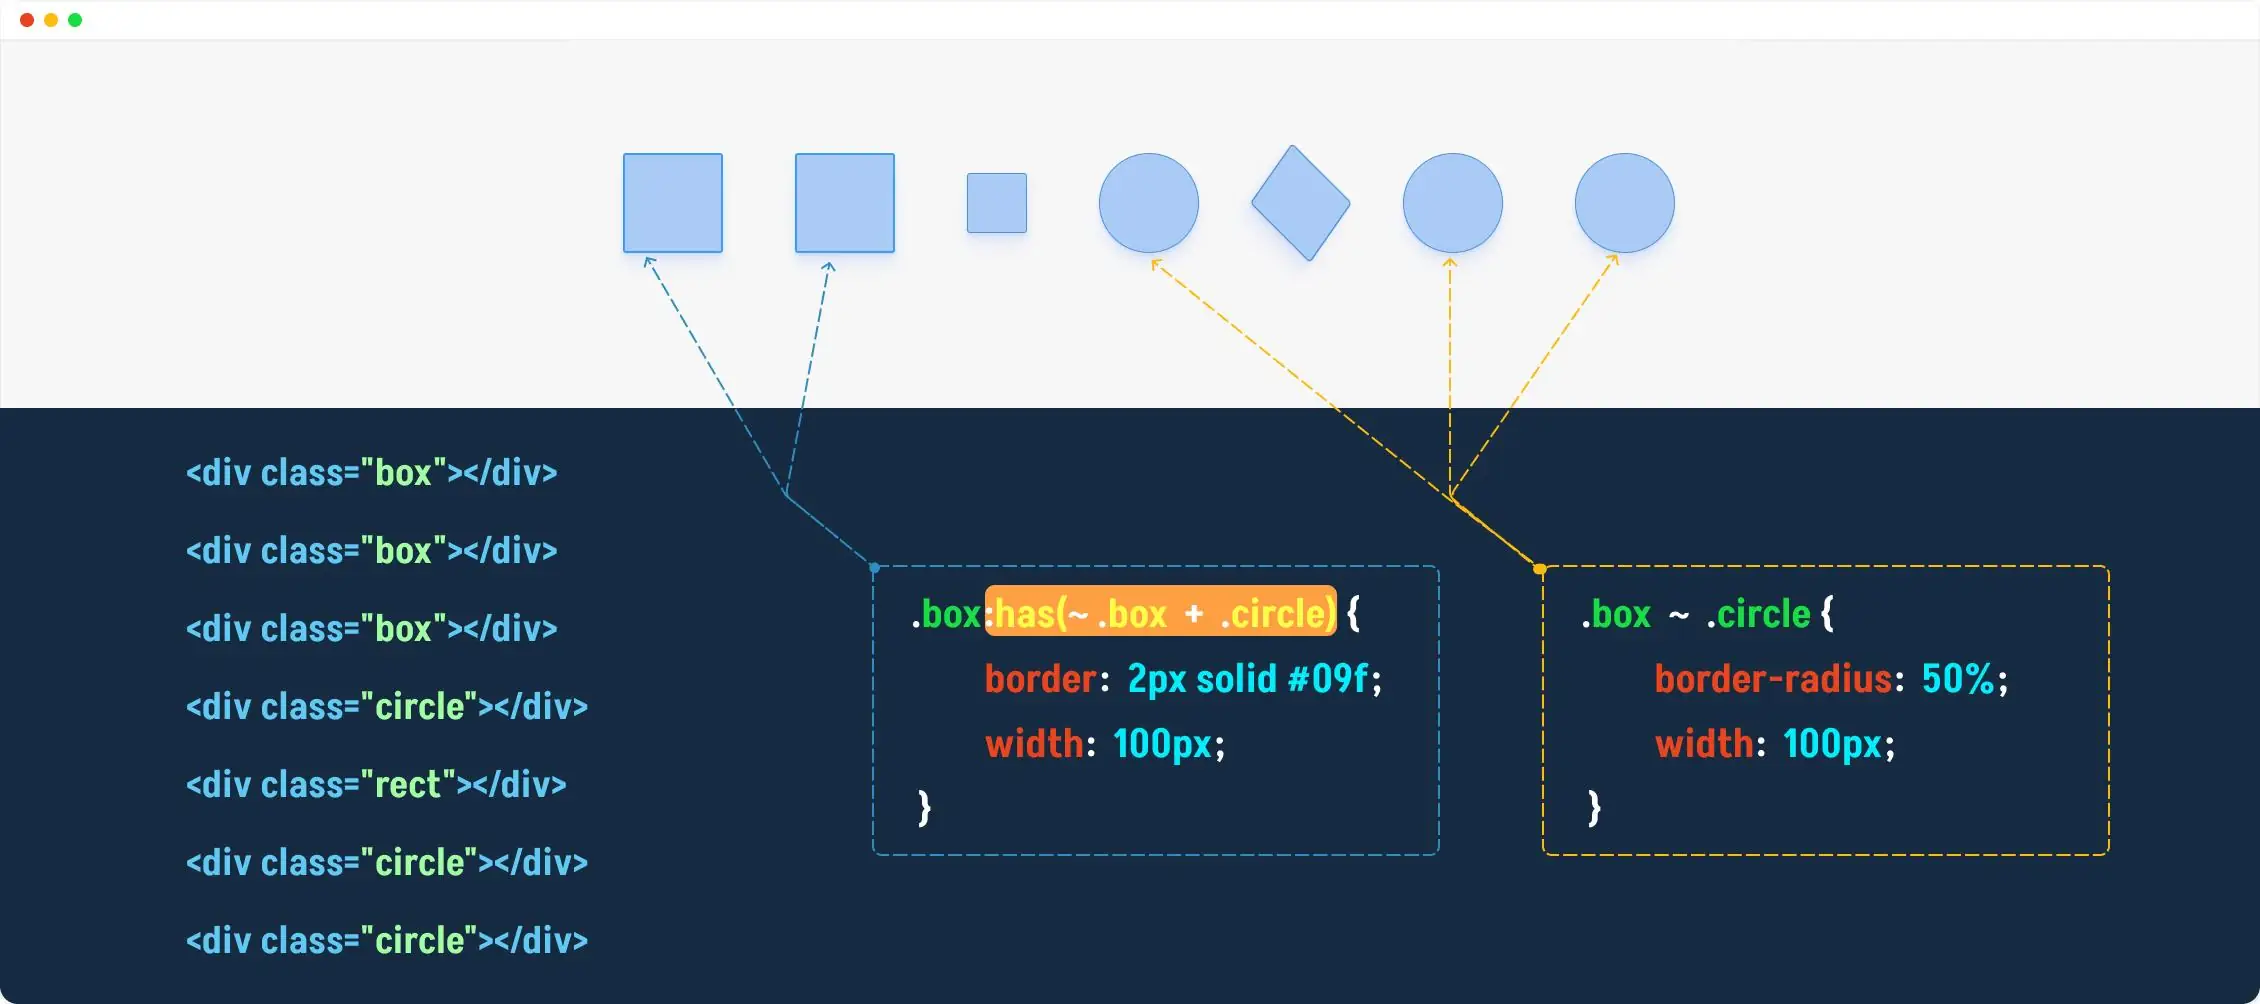 <div class="box"></div>
<div class="box"></div>
<div class="box"></div>
<div class="circle"></div>
<div class="rect"></div>
<div class="circle"></div>
<div class="circle"></div>
.box:has(~ .box + .circle) {
border: 2px solid #09f;
width: 100px;
}
.box ~ .circle {
border-radius: 50%;
width: 100px;
}